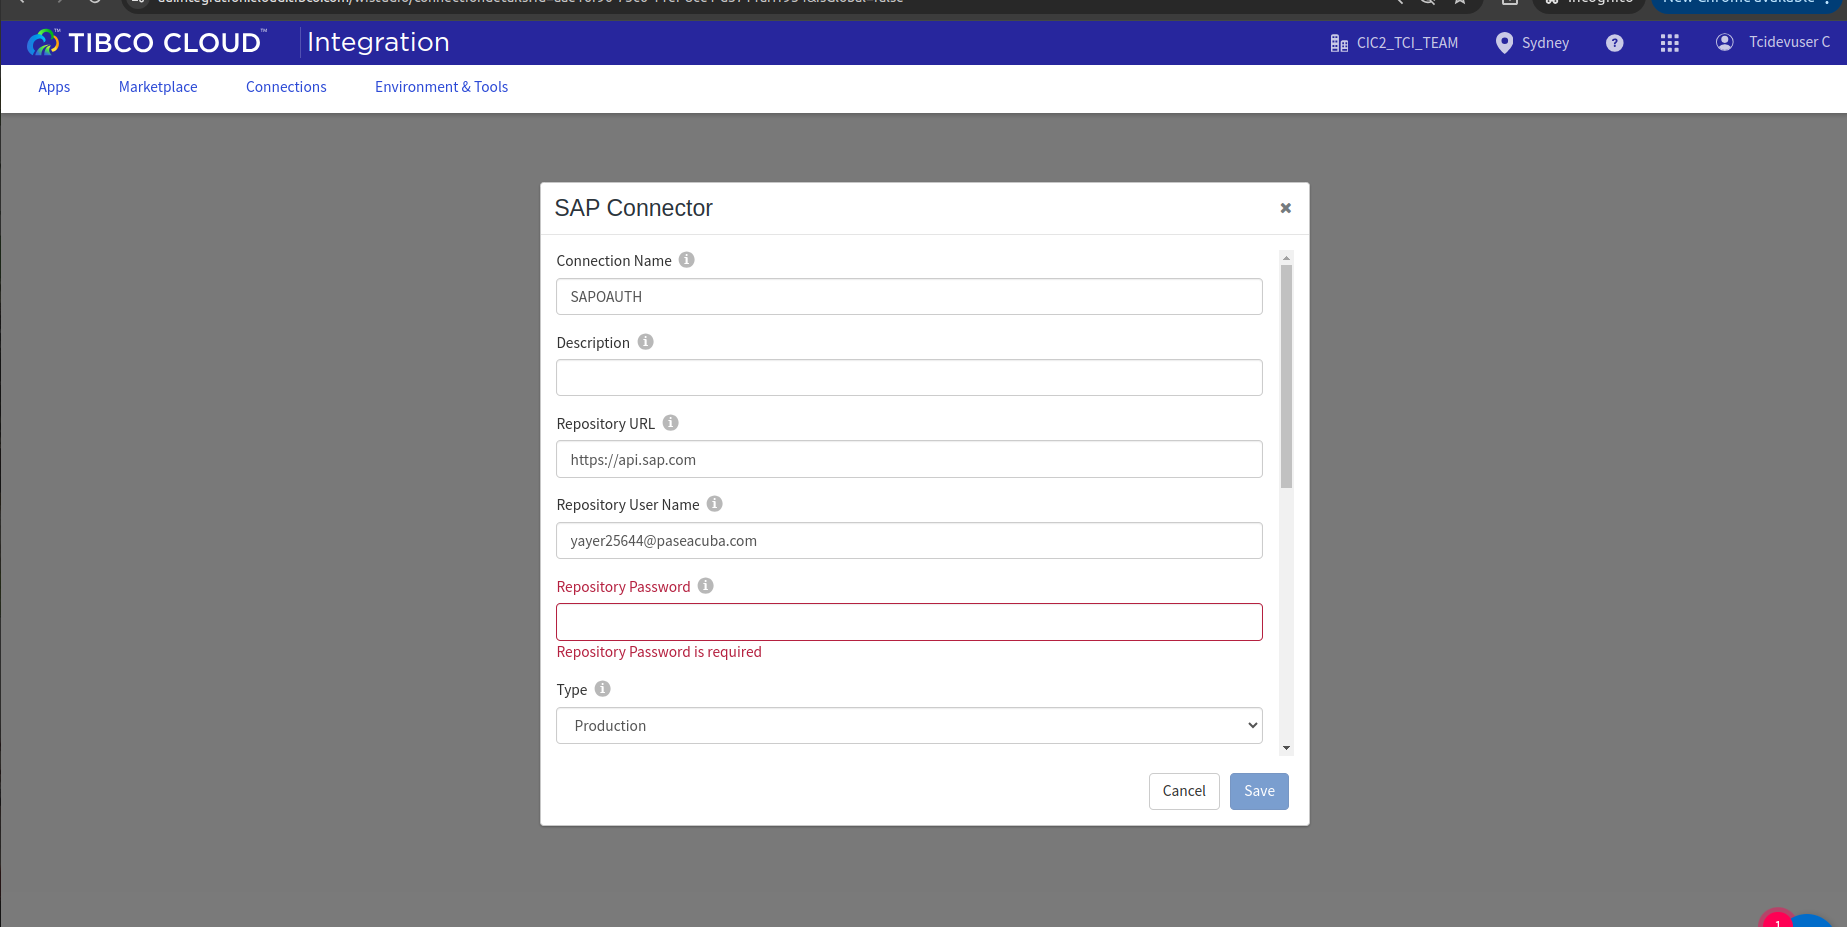 TIBCO CLOUD™ Integration
CIC2_TCI_TEAM
Sydney
?
Tcidevuser C
Apps
Marketplace
Connections
Environment & Tools
SAP Connector
Connection Name
SAPOAUTH
Description
Repository URL
https://api.sap.com
Repository User Name
yayer25644@paseacuba.com
Repository Password
Repository Password is required
Type
Production
Cancel
Save
1